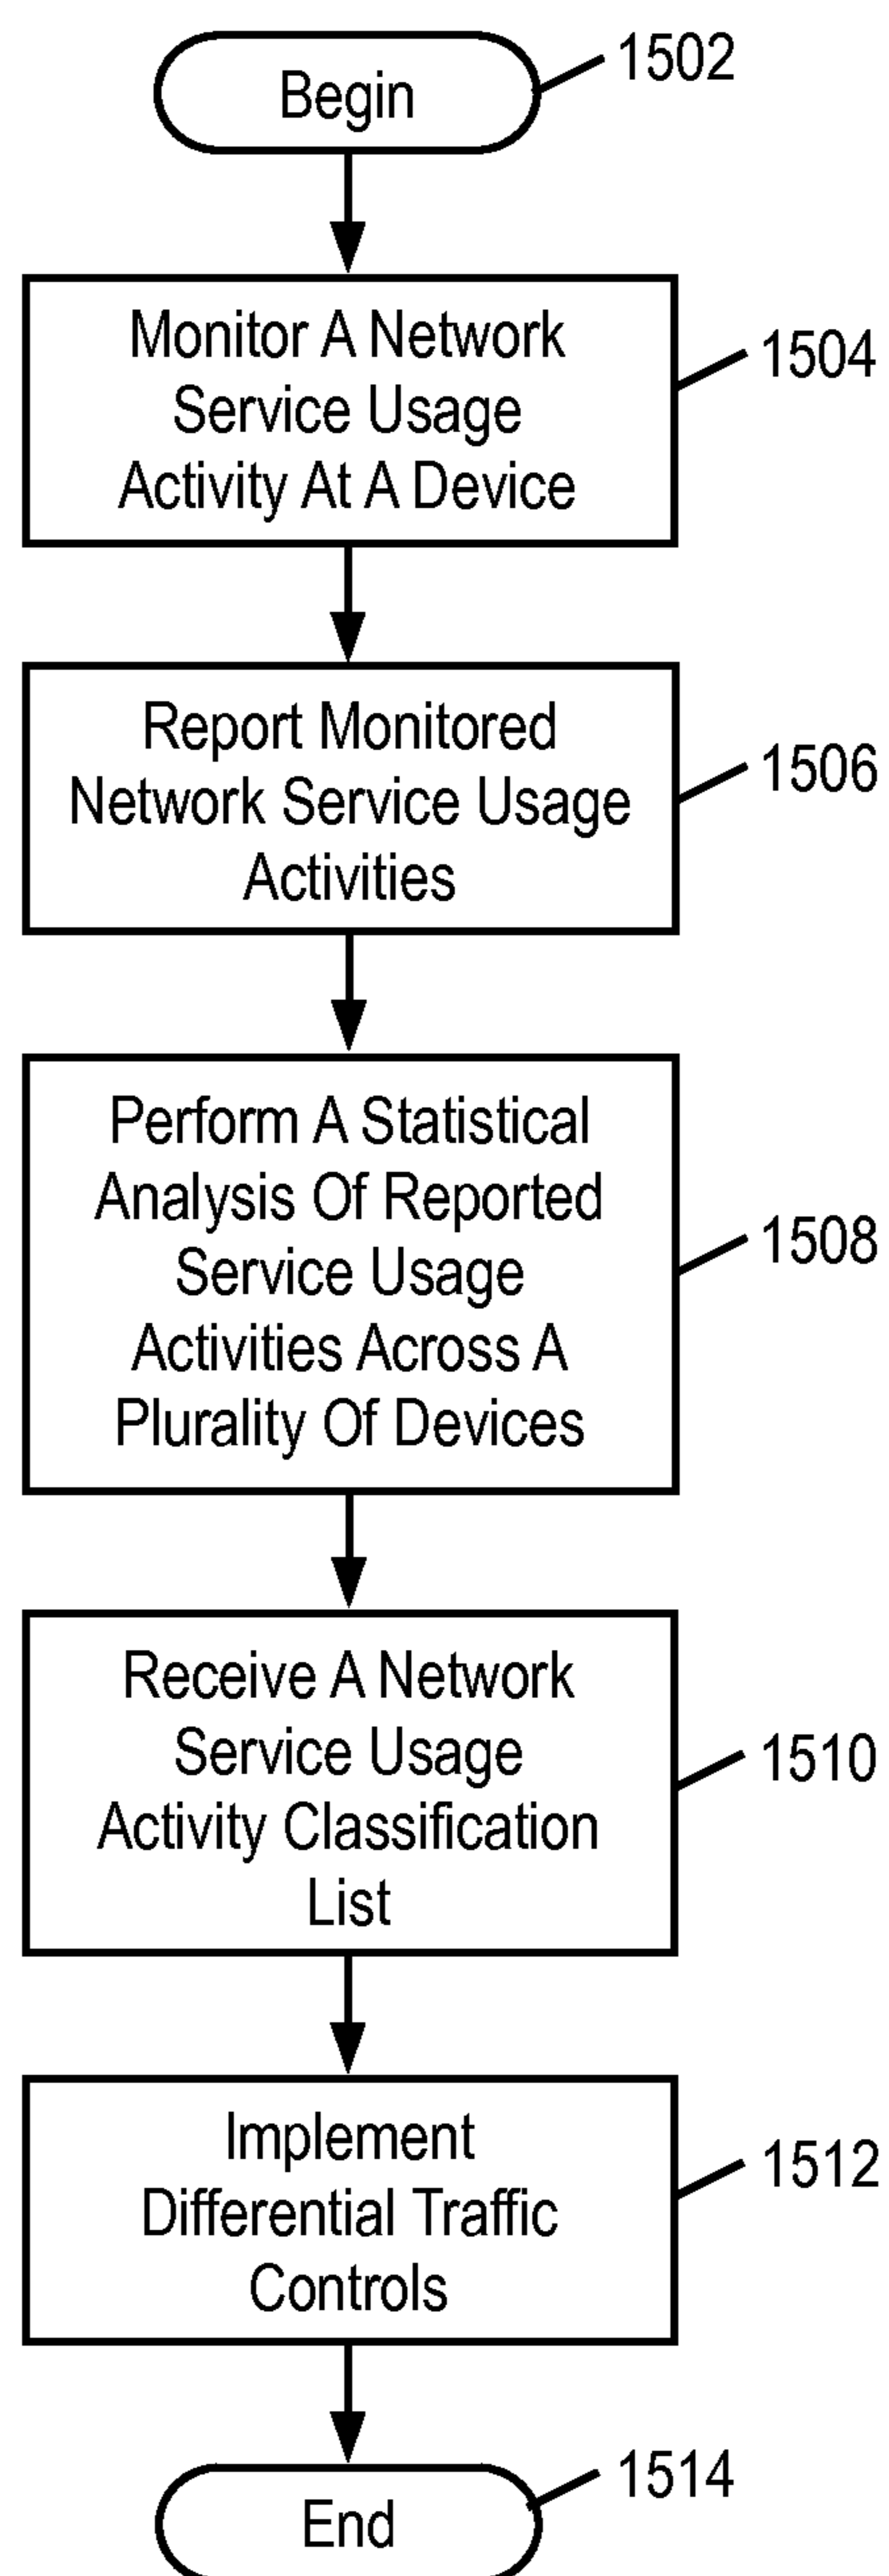 Begin
1502
Monitor A Network
Service Usage
Activity At A Device
1504
Report Monitored
Network Service Usage
Activities
1506
Perform A Statistical
Analysis Of Reported
Service Usage
Activities Across A
Plurality Of Devices
1508
Receive A Network
Service Usage
Activity Classification
List
1510
Implement
Differential Traffic
Controls
1512
End
1514